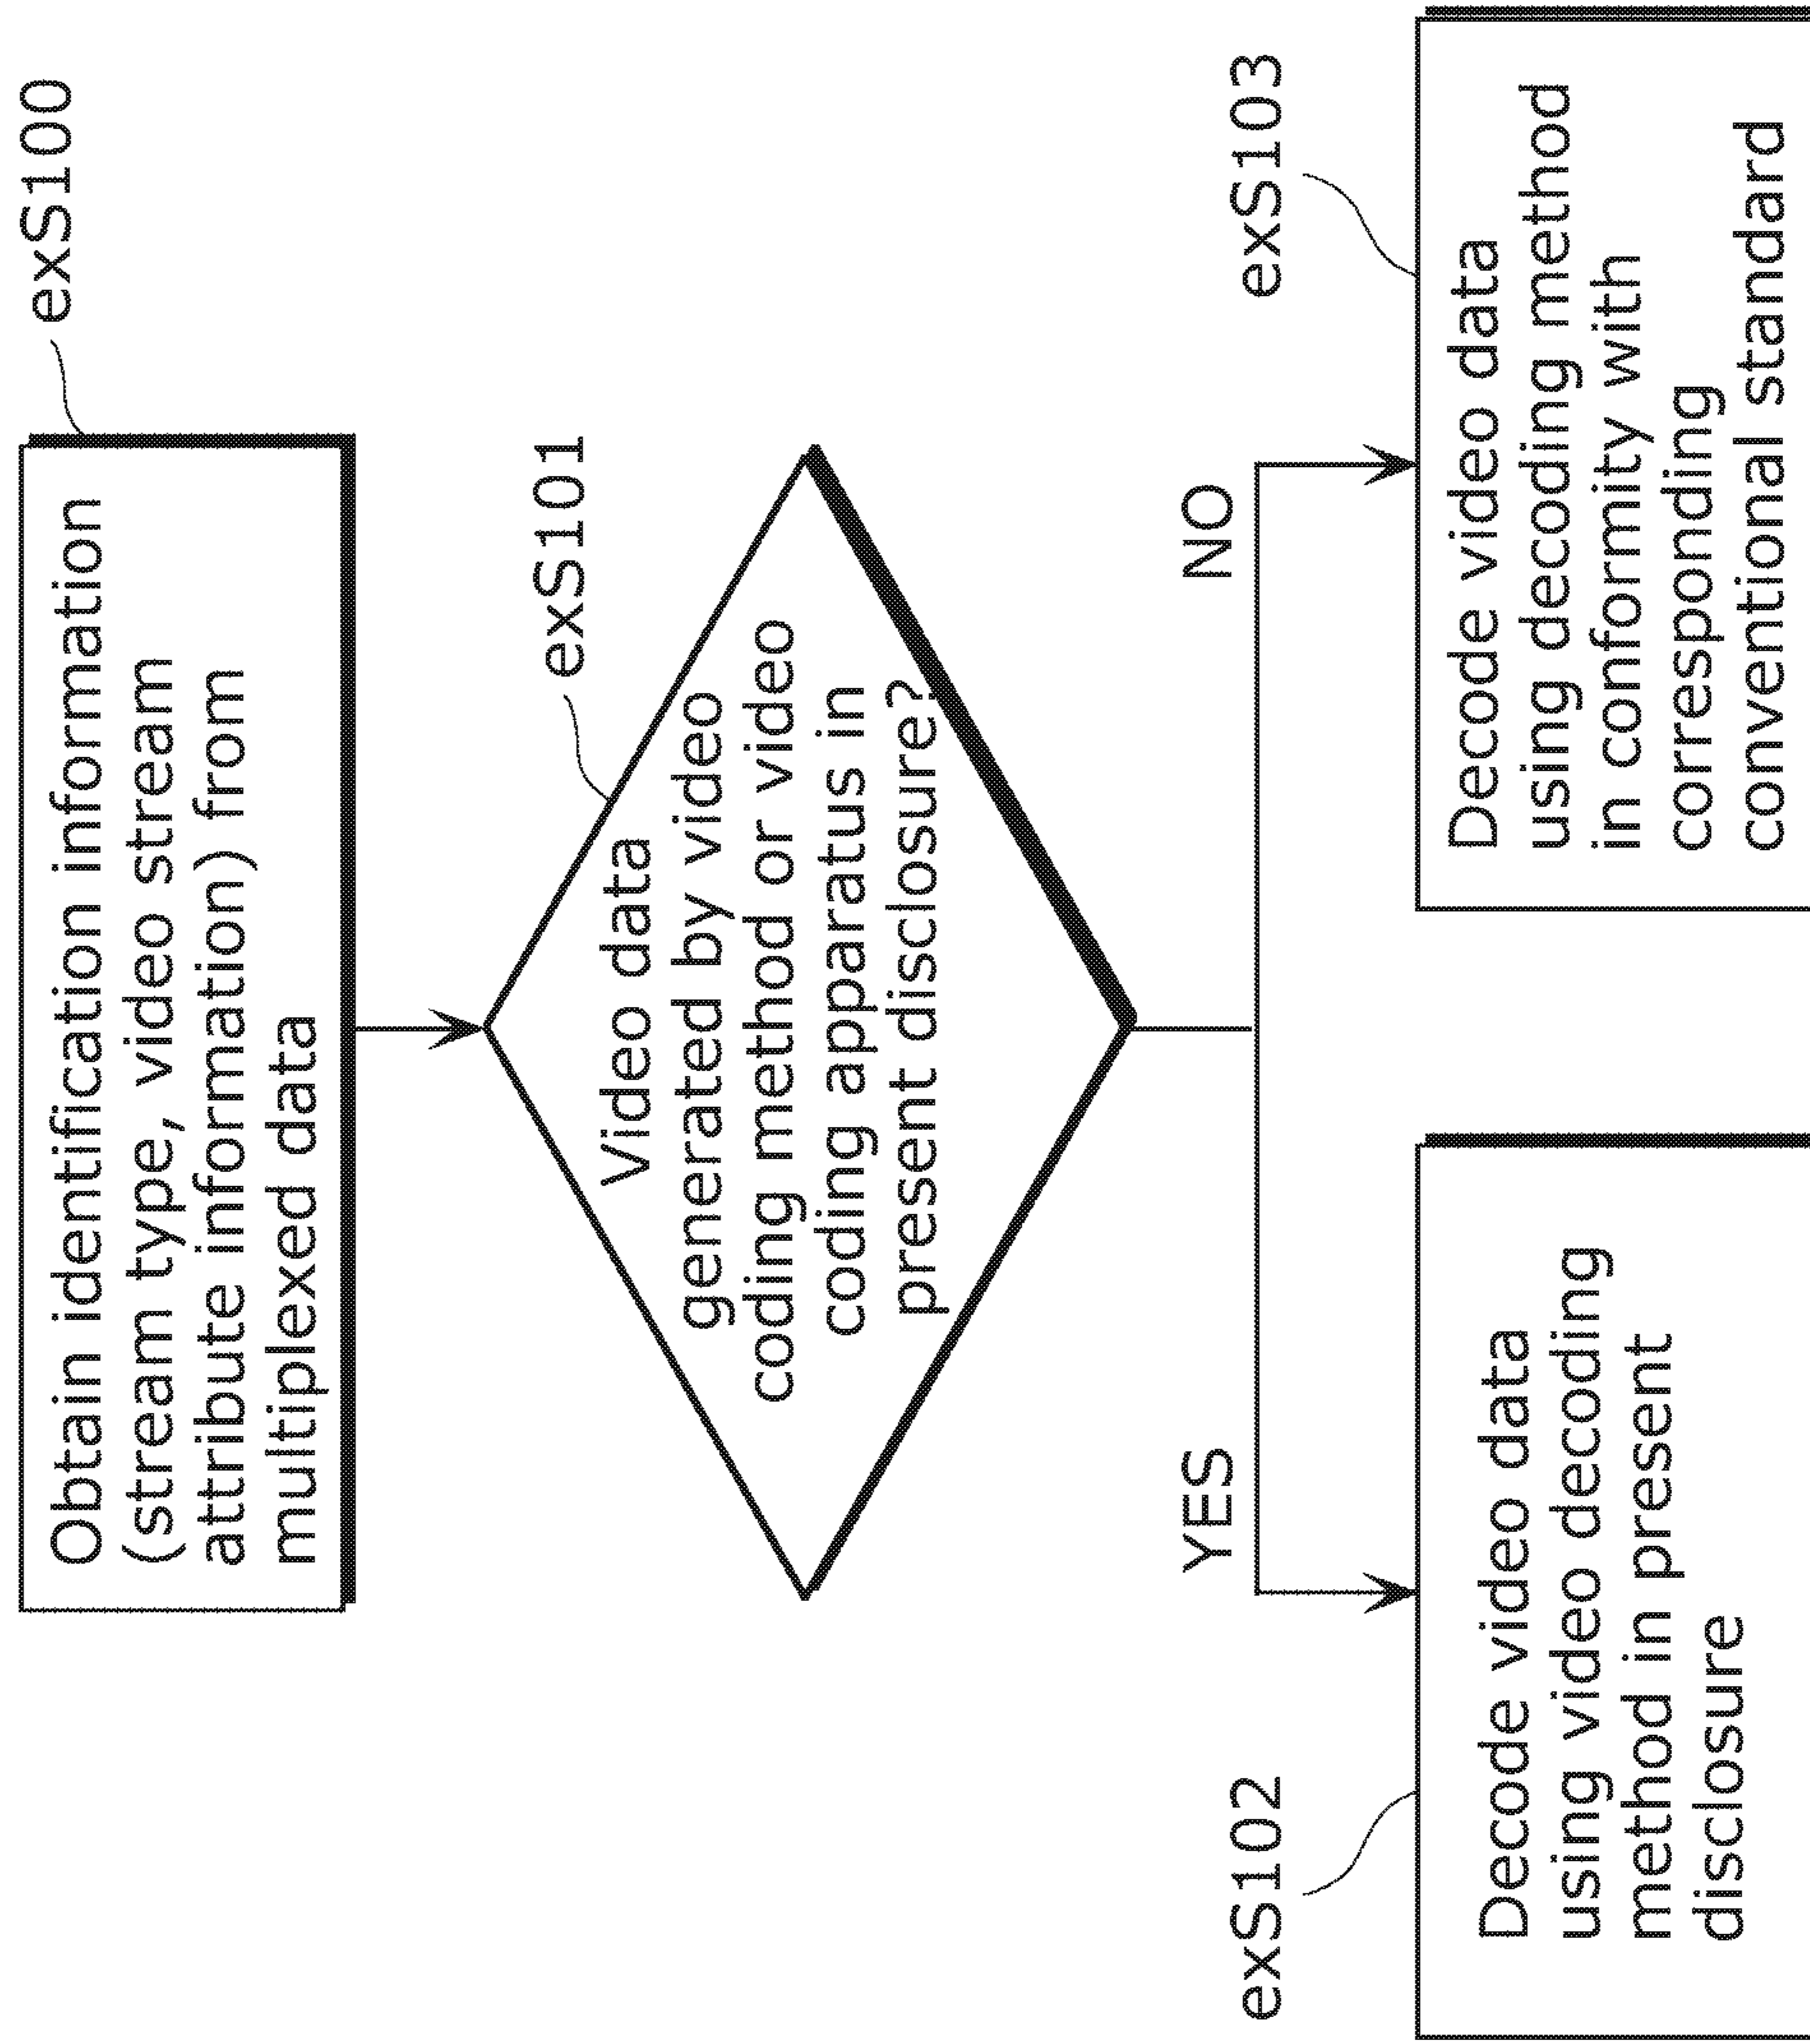 exS100
Obtain identification information
(stream type, video stream
attribute information) from
multiplexed data
exS101
Video data
generated by video
coding method or video
coding apparatus in
present disclosure?
YES
NO
exS102
Decode video data
using video decoding
method in present
disclosure
exS103
Decode video data
using decoding method
in conformity with
corresponding
conventional standard